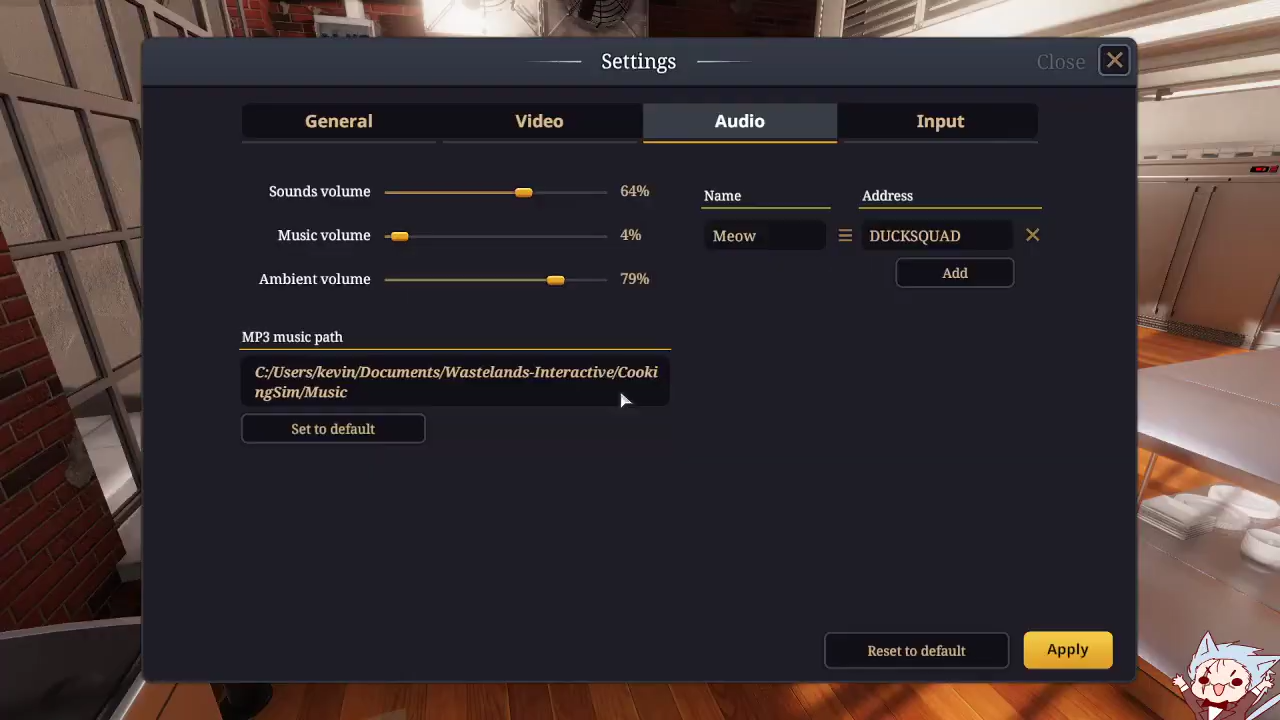 Settings
Close
General
Video
Audio
Input
Sounds volume 64%
Music volume 4%
Ambient volume 79%
Name
Address
Meow
DUCKSQUAD
Add
MP3 music path
C:/Users/kevin/Documents/Wastelands-Interactive/Cooki
ngSim/Music
Set to default
Reset to default
Apply